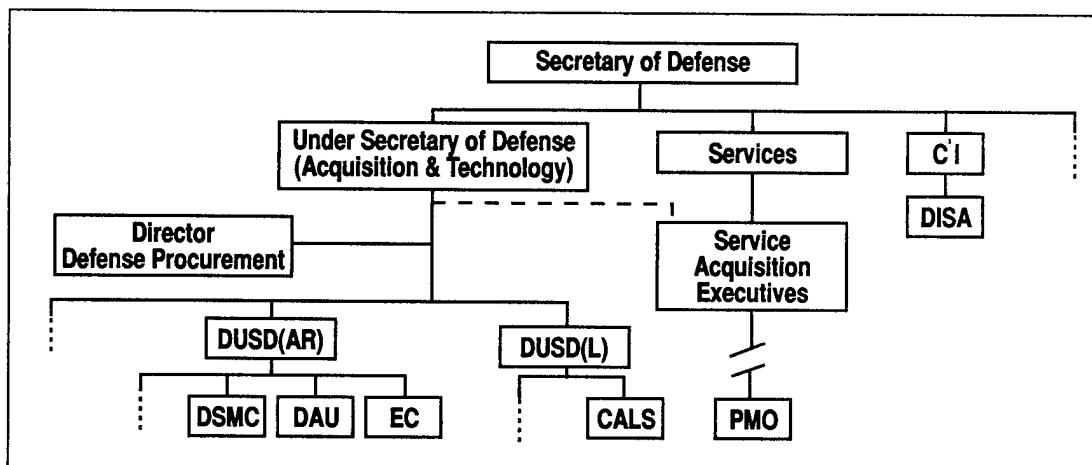 Secretary of Defense
Under Secretary of Defense
(Acquisition & Technology)
Services
C³I
DISA
Director
Defense Procurement
Service
Acquisition
Executives
DUSD(AR)
DUSD(L)
DSMC
DAU
EC
CALS
PMO